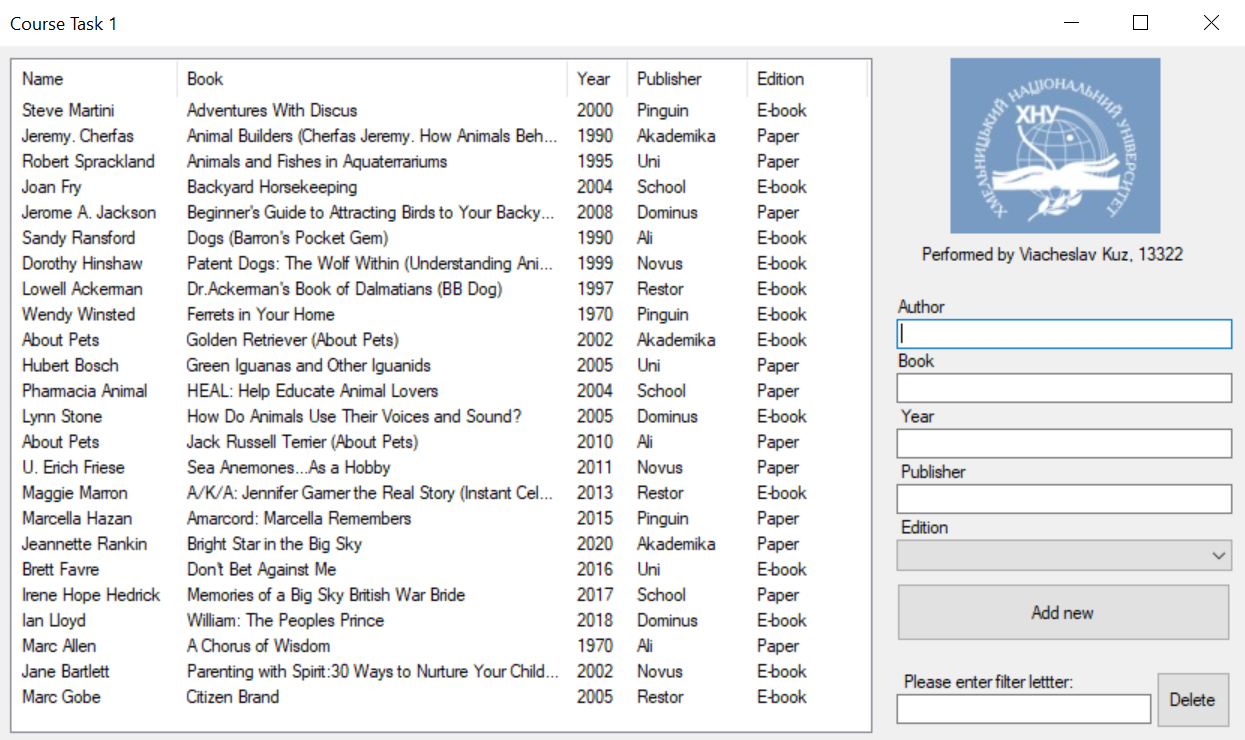 Course Task 1
Name Book Year Publisher Edition
Steve Martini Adventures With Discus 2000 Pinguin E-book
Jeremy. Cherfas Animal Builders (Cherfas Jeremy. How Animals Beh... 1990 Akademika Paper
Robert Sprackland Animals and Fishes in Aquaterrariums 1995 Uni Paper
Joan Fry Backyard Horsekeeping 2004 School E-book
Jerome A. Jackson Beginner's Guide to Attracting Birds to Your Backy... 2008 Dominus Paper
Sandy Ransford Dogs (Barron's Pocket Gem) 1990 Ali E-book
Dorothy Hinshaw Patent Dogs: The Wolf Within (Understanding Ani... 1999 Novus E-book
Lowell Ackerman Dr.Ackerman's Book of Dalmatians (BB Dog) 1997 Restor E-book
Wendy Winsted Ferrets in Your Home 1970 Pinguin E-book
About Pets Golden Retriever (About Pets) 2002 Akademika E-book
Hubert Bosch Green Iguanas and Other Iguanids 2005 Uni Paper
Pharmacia Animal HEAL: Help Educate Animal Lovers 2004 School Paper
Lynn Stone How Do Animals Use Their Voices and Sound? 2005 Dominus E-book
About Pets Jack Russell Terrier (About Pets) 2010 Ali Paper
U. Erich Friese Sea Anemones...As a Hobby 2011 Novus Paper
Maggie Marron A/K/A: Jennifer Garner the Real Story (Instant Cel... 2013 Restor E-book
Marcella Hazan Amarcord: Marcella Remembers 2015 Pinguin Paper
Jeannette Rankin Bright Star in the Big Sky 2020 Akademika Paper
Brett Favre Don't Bet Against Me 2016 Uni E-book
Irene Hope Hedrick Memories of a Big Sky British War Bride 2017 School Paper
Ian Lloyd William: The Peoples Prince 2018 Dominus E-book
Marc Allen A Chorus of Wisdom 1970 Ali Paper
Jane Bartlett Parenting with Spirit:30 Ways to Nurture Your Child... 2002 Novus E-book
Marc Gobe Citizen Brand 2005 Restor E-book
ХМЕЛЬНИЦЬКИЙ НАЦІОНАЛЬНИЙ УНІВЕРСИТЕТ
ХНУ
Performed by Viacheslav Kuz, 13322
Author
Book
Year
Publisher
Edition
Add new
Please enter filter lettter:
Delete